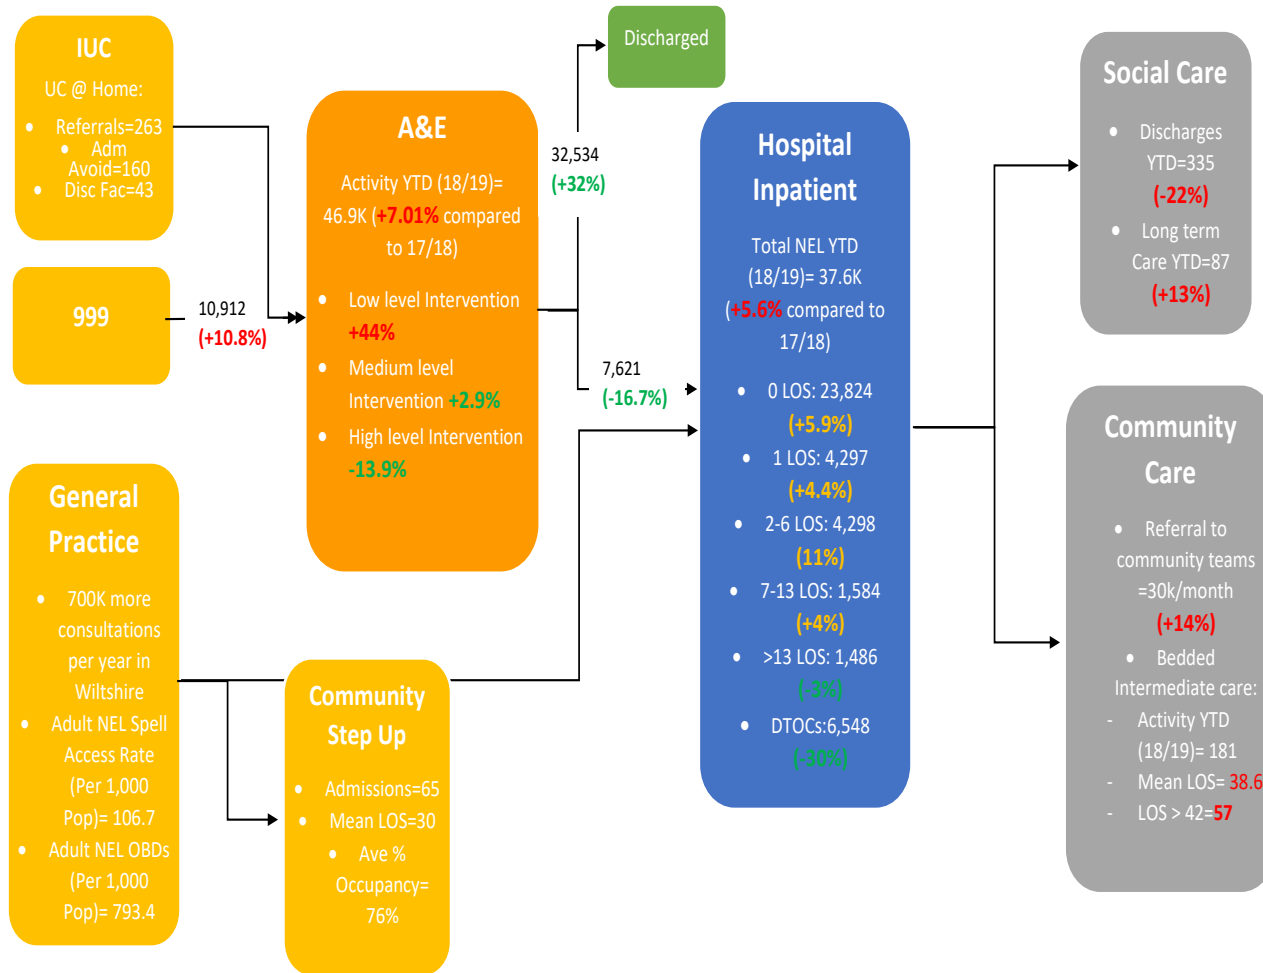 IUC
UC @ Home:
• Referrals=263
• Adm
Avoid=160
• Disc Fac=43
999
10,912
(+10.8%)
General
Practice
• 700K more
consultations
per year in
Wiltshire
• Adult NEL Spell
Access Rate
(Per 1,000
Pop)= 106.7
• Adult NEL OBDs
(Per 1,000
Pop)= 793.4
A&E
Activity YTD (18/19)=
46.9K (+7.01% compared
to 17/18)
• Low level Intervention
+44%
• Medium level
Intervention +2.9%
• High level Intervention
-13.9%
Community
Step Up
• Admissions=65
• Mean LOS=30
• Ave %
Occupancy=
76%
Discharged
32,534
(+32%)
7,621
(-16.7%)
Hospital
Inpatient
Total NEL YTD
(18/19)= 37.6K
(+5.6% compared to
17/18)
• 0 LOS: 23,824
(+5.9%)
• 1 LOS: 4,297
(+4.4%)
• 2-6 LOS: 4,298
(11%)
• 7-13 LOS: 1,584
(+4%)
• >13 LOS: 1,486
(-3%)
• DTOCs:6,548
(-30%)
Social Care
• Discharges
YTD=335
(-22%)
• Long term
Care YTD=87
(+13%)
Community
Care
• Referral to
community teams
=30k/month
(+14%)
• Bedded
Intermediate care:
- Activity YTD
(18/19)= 181
- Mean LOS= 38.6
- LOS > 42=57